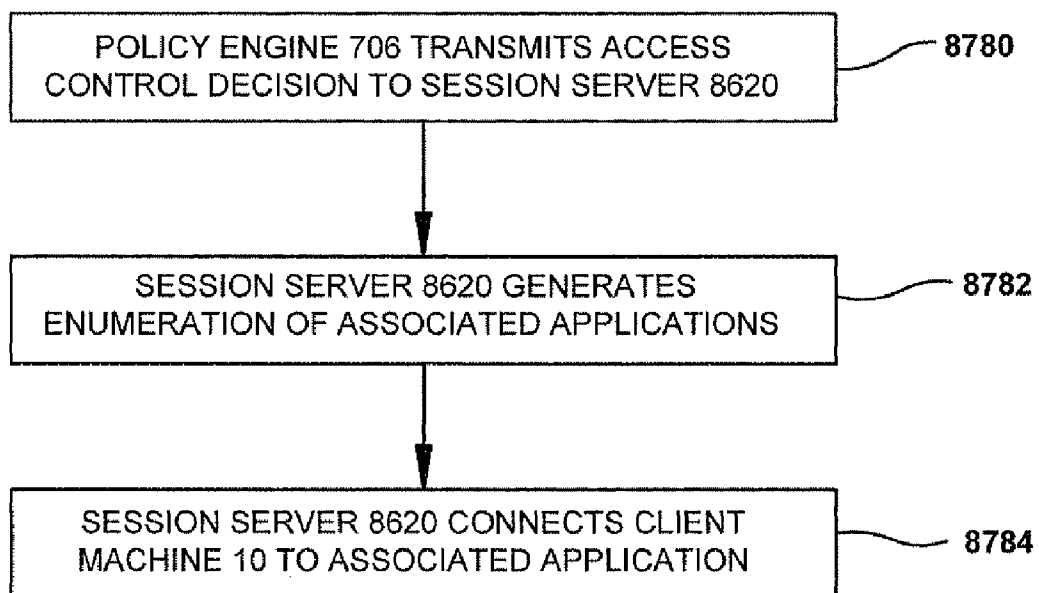 POLICY ENGINE 706 TRANSMITS ACCESS
CONTROL DECISION TO SESSION SERVER 8620
8780
SESSION SERVER 8620 GENERATES
ENUMERATION OF ASSOCIATED APPLICATIONS
8782
SESSION SERVER 8620 CONNECTS CLIENT
MACHINE 10 TO ASSOCIATED APPLICATION
8784